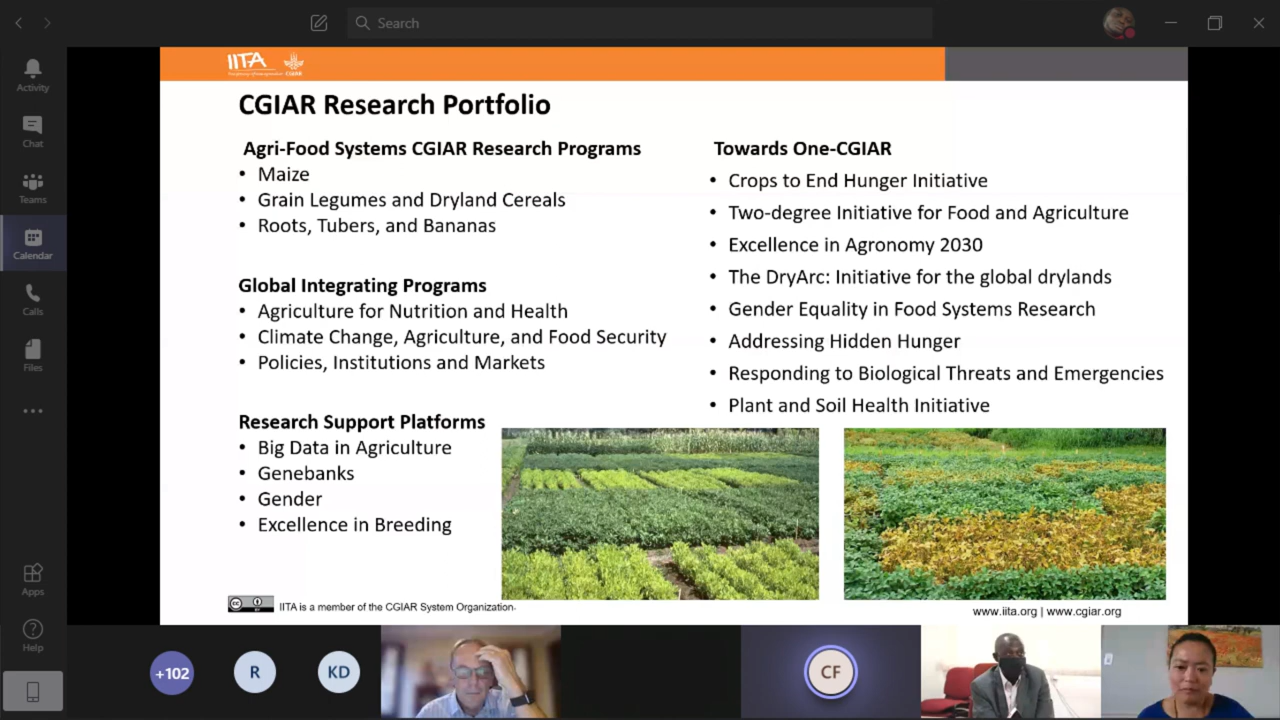 Search
Activity
Chat
Teams
Calendar
Calls
Files
Apps
Help
IITA
CGIAR
CGIAR Research Portfolio
Agri-Food Systems CGIAR Research Programs
• Maize
• Grain Legumes and Dryland Cereals
• Roots, Tubers, and Bananas
Global Integrating Programs
• Agriculture for Nutrition and Health
• Climate Change, Agriculture, and Food Security
• Policies, Institutions and Markets
Research Support Platforms
• Big Data in Agriculture
• Genebanks
• Gender
• Excellence in Breeding
Towards One-CGIAR
• Crops to End Hunger Initiative
• Two-degree Initiative for Food and Agriculture
• Excellence in Agronomy 2030
• The DryArc: Initiative for the global drylands
• Gender Equality in Food Systems Research
• Addressing Hidden Hunger
• Responding to Biological Threats and Emergencies
• Plant and Soil Health Initiative
cc BY
IITA is a member of the CGIAR System Organization.
www.iita.org | www.cgiar.org
+102
R
KD
CF